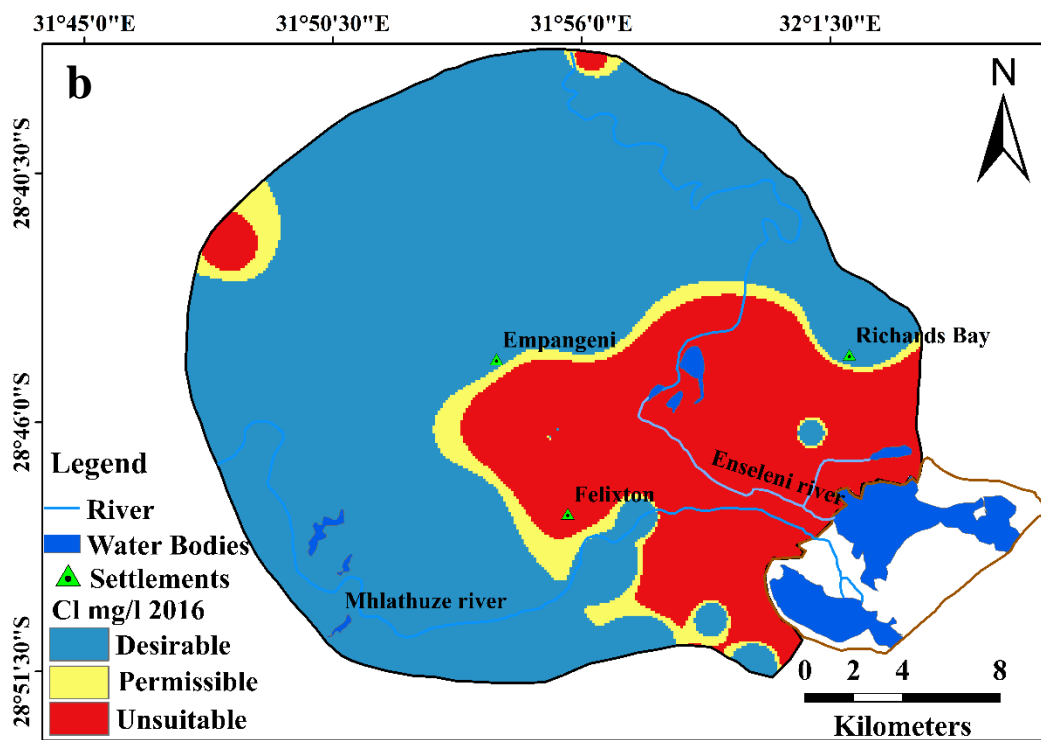 31°45'0"E 31°50'30"E 31°56'0"E 32°1'30"E
b
N
28°40'30"S
Empangeni
Richards Bay
28°46'0"S
Legend
Enseleni river
River
Felixton
Water Bodies
Settlements
Mhlathuze river
Cl mg/l 2016
Desirable
28°51'30"S
Permissible
0 2 4 8
Unsuitable
Kilometers